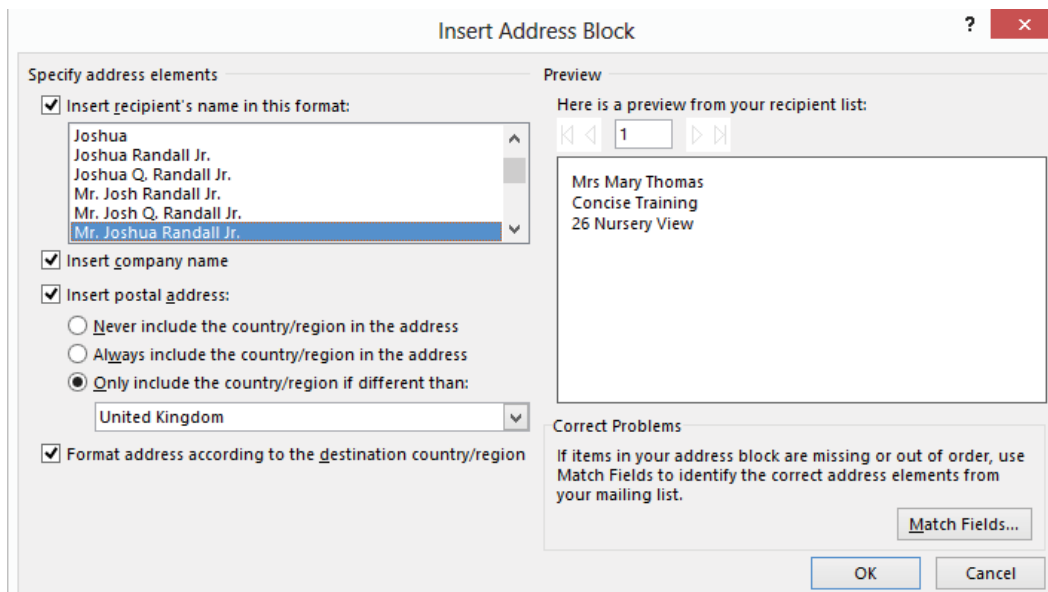 Insert Address Block
?
×
Specify address elements
Insert recipient's name in this format:
Joshua
Joshua Randall Jr.
Joshua Q. Randall Jr.
Mr. Josh Randall Jr.
Mr. Josh Q. Randall Jr.
Mr. Joshua Randall Jr.
Insert company name
Insert postal address:
Never include the country/region in the address
Always include the country/region in the address
Only include the country/region if different than:
United Kingdom
Format address according to the destination country/region
Preview
Here is a preview from your recipient list:
1
Mrs Mary Thomas
Concise Training
26 Nursery View
Correct Problems
If items in your address block are missing or out of order, use
Match Fields to identify the correct address elements from
your mailing list.
Match Fields...
OK
Cancel